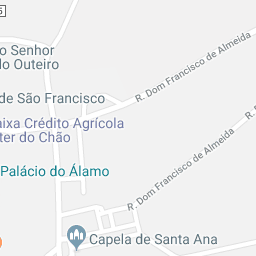 o Senhor
do Outeiro
R. Dom Francisco de Almeida
de São Francisco
aixa Crédito Agrícola
ter do Chão
R. Dom Francisco de Almeida
R.
Palácio do Álamo
Capela de Santa Ana